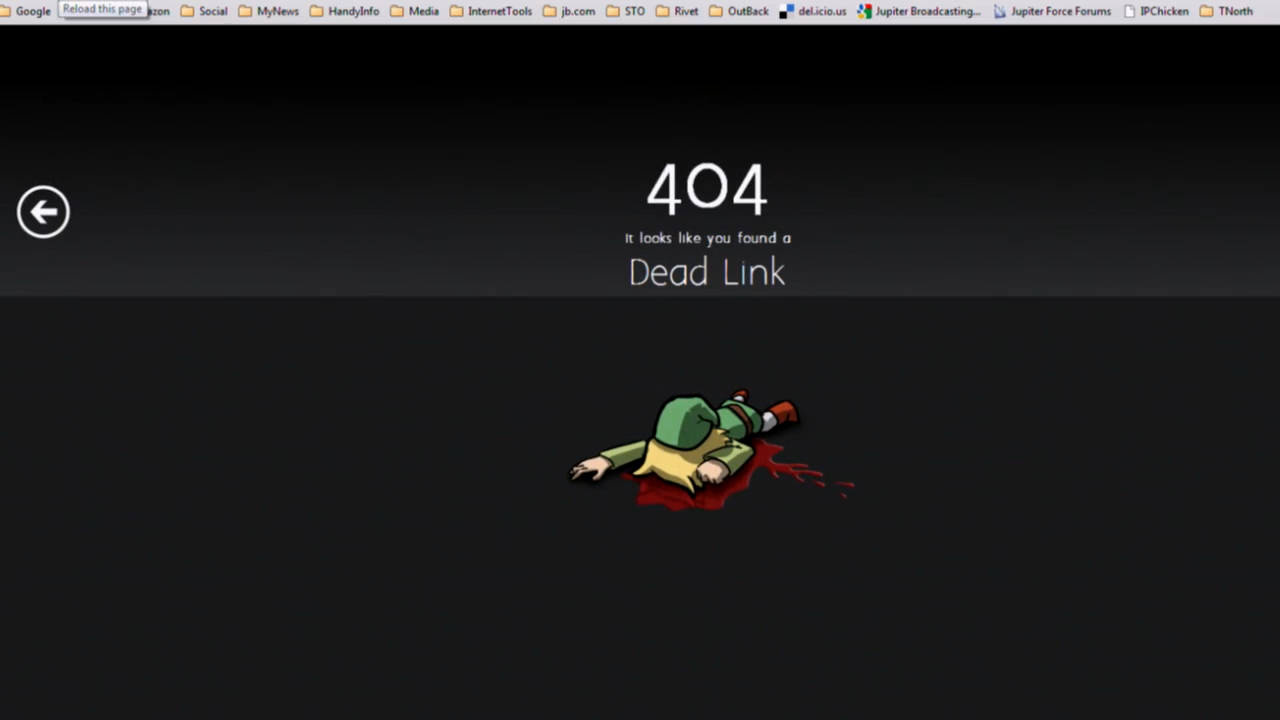 Google Reload this page azon Social MyNews HandyInfo Media InternetTools jb.com STO Rivet OutBack del.icio.us Jupiter Broadcasting... Jupiter Force Forums IPChicken TNorth
404
It looks like you found a
Dead Link